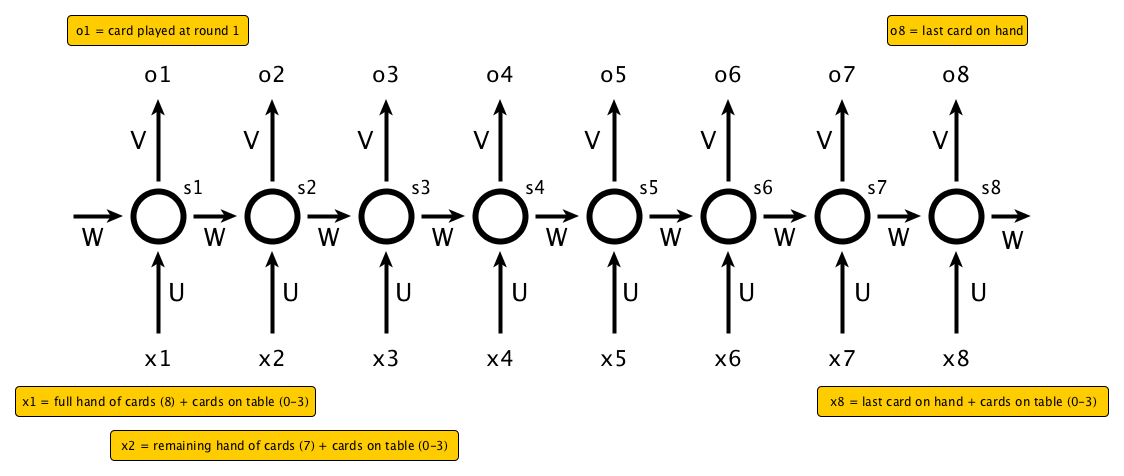 o1 = card played at round 1
o8 = last card on hand
o1 o2 o3 o4 o5 o6 o7 o8
V V V V V V V V
s1 s2 s3 s4 s5 s6 s7 s8
W W W W W W W W W
U U U U U U U U
x1 x2 x3 x4 x5 x6 x7 x8
x1 = full hand of cards (8) + cards on table (0-3)
x8 = last card on hand + cards on table (0-3)
x2 = remaining hand of cards (7) + cards on table (0-3)